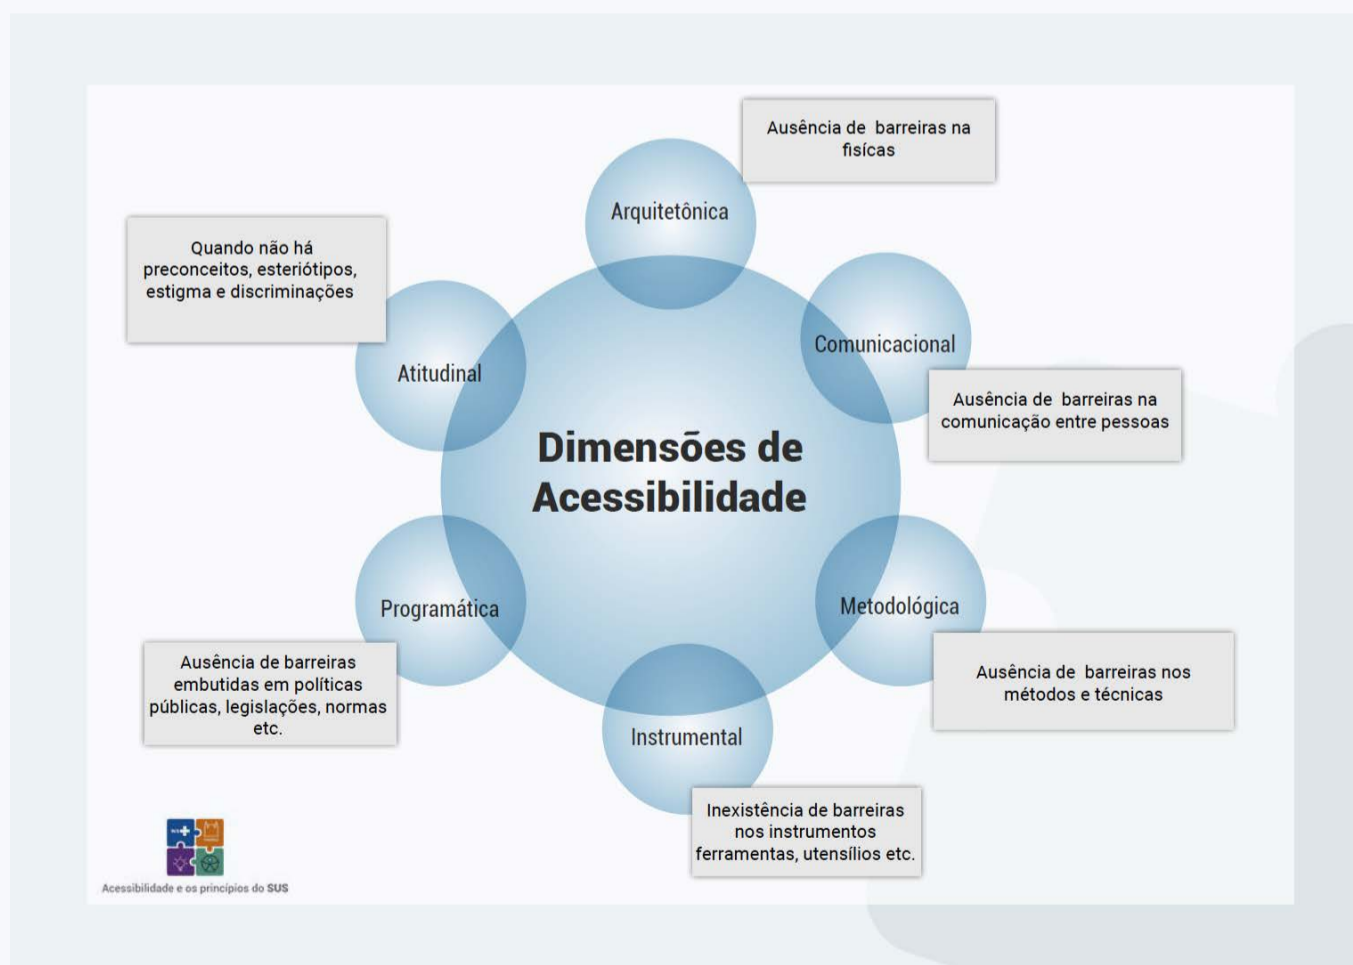 Ausência de  barreiras na
fisícas
Arquitetônica
Quando não há
preconceitos, esteriótipos,
estigma e discriminações
Comunicacional
Atitudinal
Ausência de  barreiras na
comunicação entre pessoas
Dimensões de
Acessibilidade
Programática
Metodológica
Ausência de barreiras
embutidas em políticas
públicas, legislações, normas
etc.
Ausência de  barreiras nos
métodos e técnicas
Instrumental
Inexistência de barreiras
nos instrumentos
ferramentas, utensílios etc.
Acessibilidade e os princípios do SUS